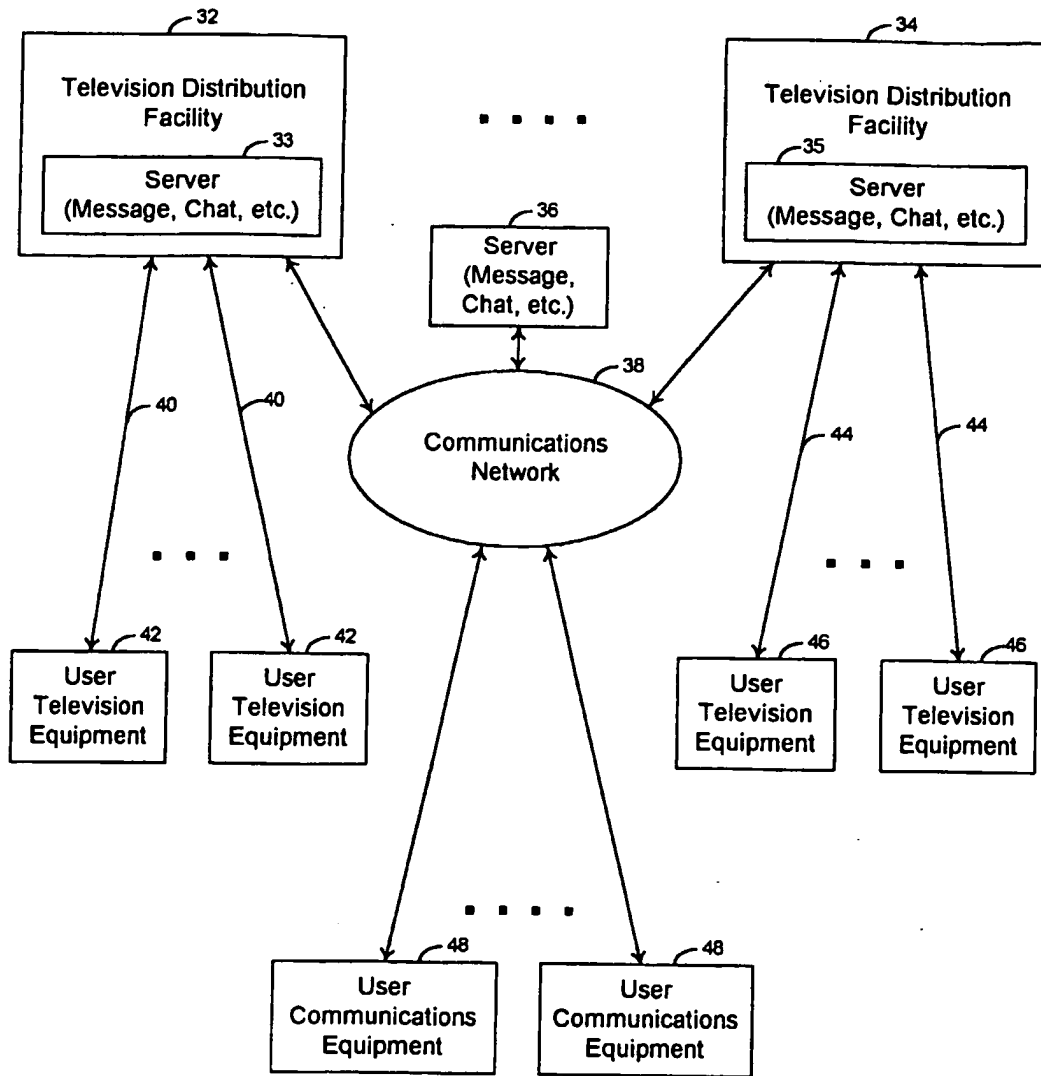 32
34
Television Distribution
Facility
33
Server
(Message, Chat, etc.)
Television Distribution
Facility
35
Server
(Message, Chat, etc.)
36
Server
(Message,
Chat, etc.)
38
Communications
Network
40
40
44
44
42
User
Television
Equipment
42
User
Television
Equipment
46
User
Television
Equipment
46
User
Television
Equipment
48
User
Communications
Equipment
48
User
Communications
Equipment